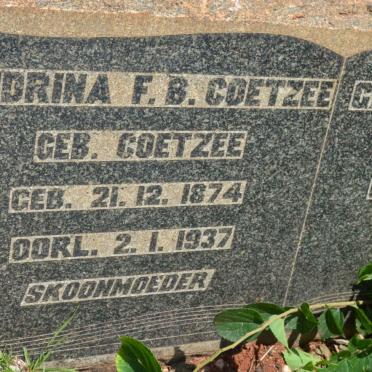 DRINA F. B. COETZEE
GEB. COETZEE
GEB. 21. 12. 1874
OORL. 2. 1. 1937
SKOONMOEDER